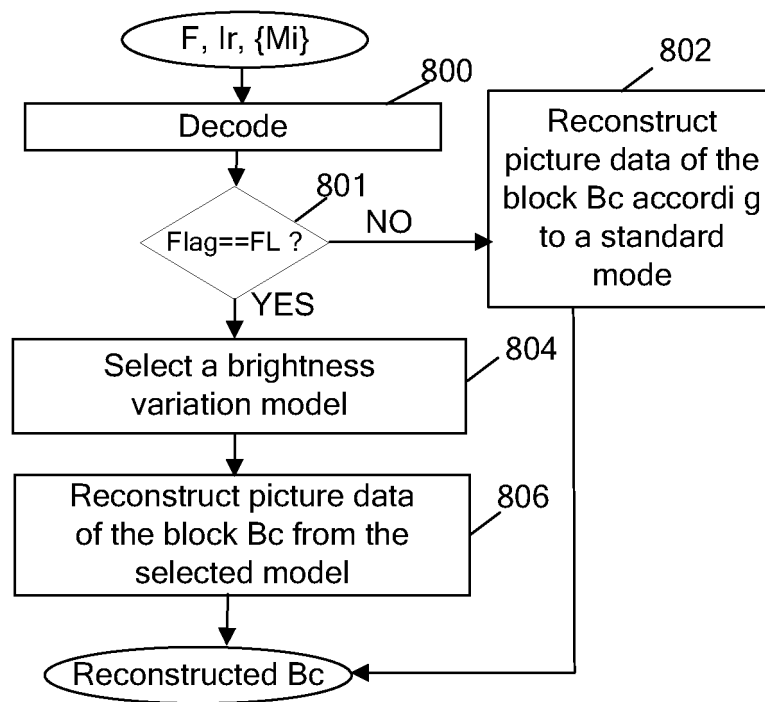 F, Ir, {Mi}
800
Decode
801
Flag==FL ?
NO
YES
802
Reconstruct
picture data of the
block Bc accordi g
to a standard
mode
Select a brightness
variation model
804
Reconstruct picture data
of the block Bc from the
selected model
806
Reconstructed Bc